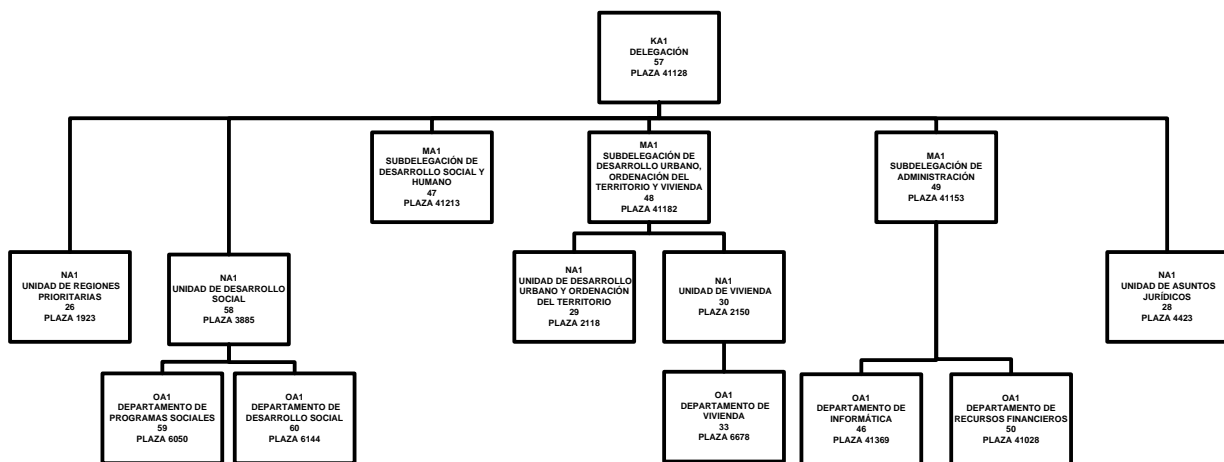 KA1
DELEGACIÓN
57
PLAZA 41128
MA1
SUBDELEGACIÓN DE
DESARROLLO SOCIAL Y
HUMANO
47
PLAZA 41213
MA1
SUBDELEGACIÓN DE
DESARROLLO URBANO,
ORDENACIÓN DEL
TERRITORIO Y VIVIENDA
48
PLAZA 41182
MA1
SUBDELEGACIÓN DE
ADMINISTRACIÓN
49
PLAZA 41153
NA1
UNIDAD DE REGIONES
PRIORITARIAS
26
PLAZA 1923
NA1
UNIDAD DE DESARROLLO
SOCIAL
58
PLAZA 3885
NA1
UNIDAD DE DESARROLLO
URBANO Y ORDENACIÓN
DEL TERRITORIO
29
PLAZA 2118
NA1
UNIDAD DE VIVIENDA
30
PLAZA 2150
NA1
UNIDAD DE ASUNTOS
JURÍDICOS
28
PLAZA 4423
OA1
DEPARTAMENTO DE
PROGRAMAS SOCIALES
59
PLAZA 6050
OA1
DEPARTAMENTO DE
DESARROLLO SOCIAL
60
PLAZA 6144
OA1
DEPARTAMENTO DE
VIVIENDA
33
PLAZA 6678
OA1
DEPARTAMENTO DE
INFORMÁTICA
46
PLAZA 41369
OA1
DEPARTAMENTO DE
RECURSOS FINANCIEROS
50
PLAZA 41028